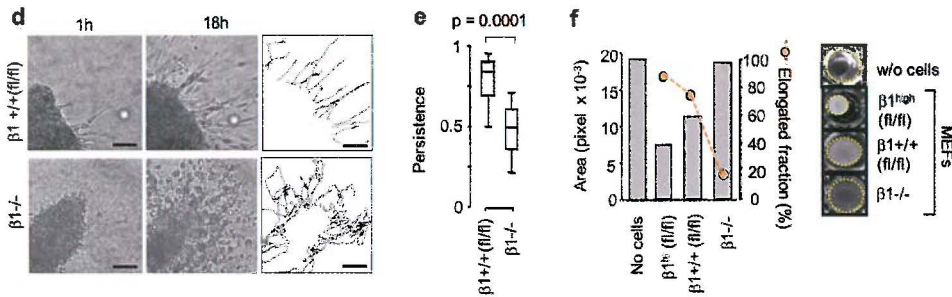 d
1h 18h
β1 +/+(fl/fl)
β1-/-
e
p = 0.0001
Persistence
1
0.5
0
β1+/+(fl/fl)
β1-/-
f
Area (pixel x 10⁻³)
20
15
10
5
0
100
80
60
40
20
0
Elongated fraction (%)
No cells
β1ʰⁱ (fl/fl)
β1+/+ (fl/fl)
β1-/-
w/o cells
β1ʰⁱᵍʰ
(fl/fl)
β1+/+
(fl/fl)
β1-/-
MEFs